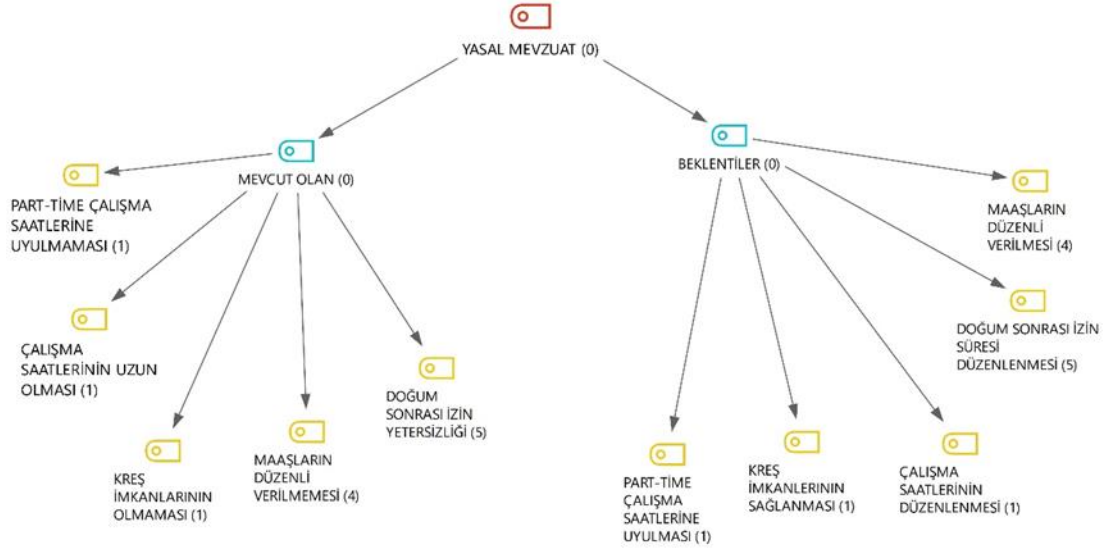 YASAL MEVZUAT (0)
MEVCUT OLAN (0)
BEKLENTİLER (0)
PART-TİME ÇALIŞMA
SAATLERİNE
UYULMAMASI (1)
ÇALIŞMA
SAATLERİNİN UZUN
OLMASI (1)
KREŞ
İMKANLARININ
OLMAMASI (1)
MAAŞLARIN
DÜZENLİ
VERİLMEMESİ (4)
DOĞUM
SONRASI İZİN
YETERSİZLİĞİ (5)
PART-TİME
ÇALIŞMA
SAATLERİNE
UYULMASI (1)
KREŞ
İMKANLERININ
SAĞLANMASI (1)
ÇALIŞMA
SAATLERİNİN
DÜZENLENMESİ (1)
DOĞUM SONRASI İZİN
SÜRESİ
DÜZENLENMESİ (5)
MAAŞLARIN
DÜZENLİ
VERİLMESİ (4)